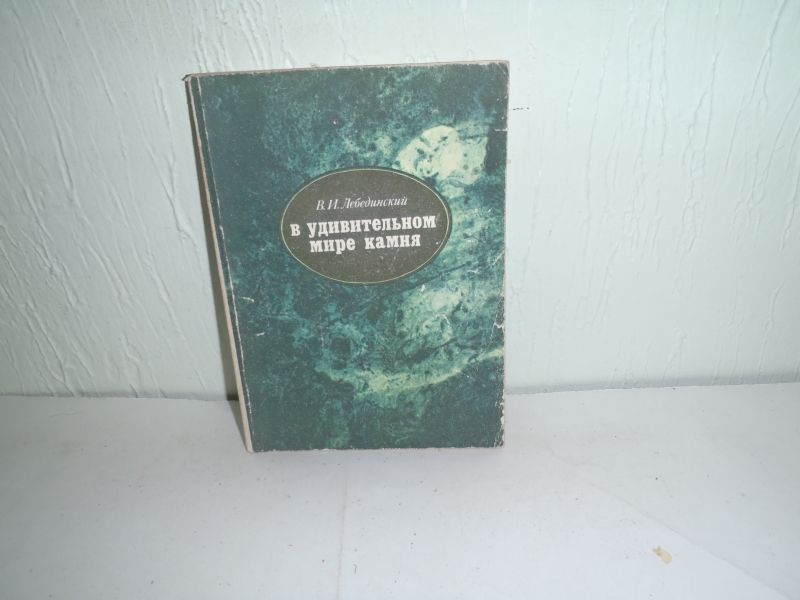 В. И. Лебединский
в удивительном
мире камня